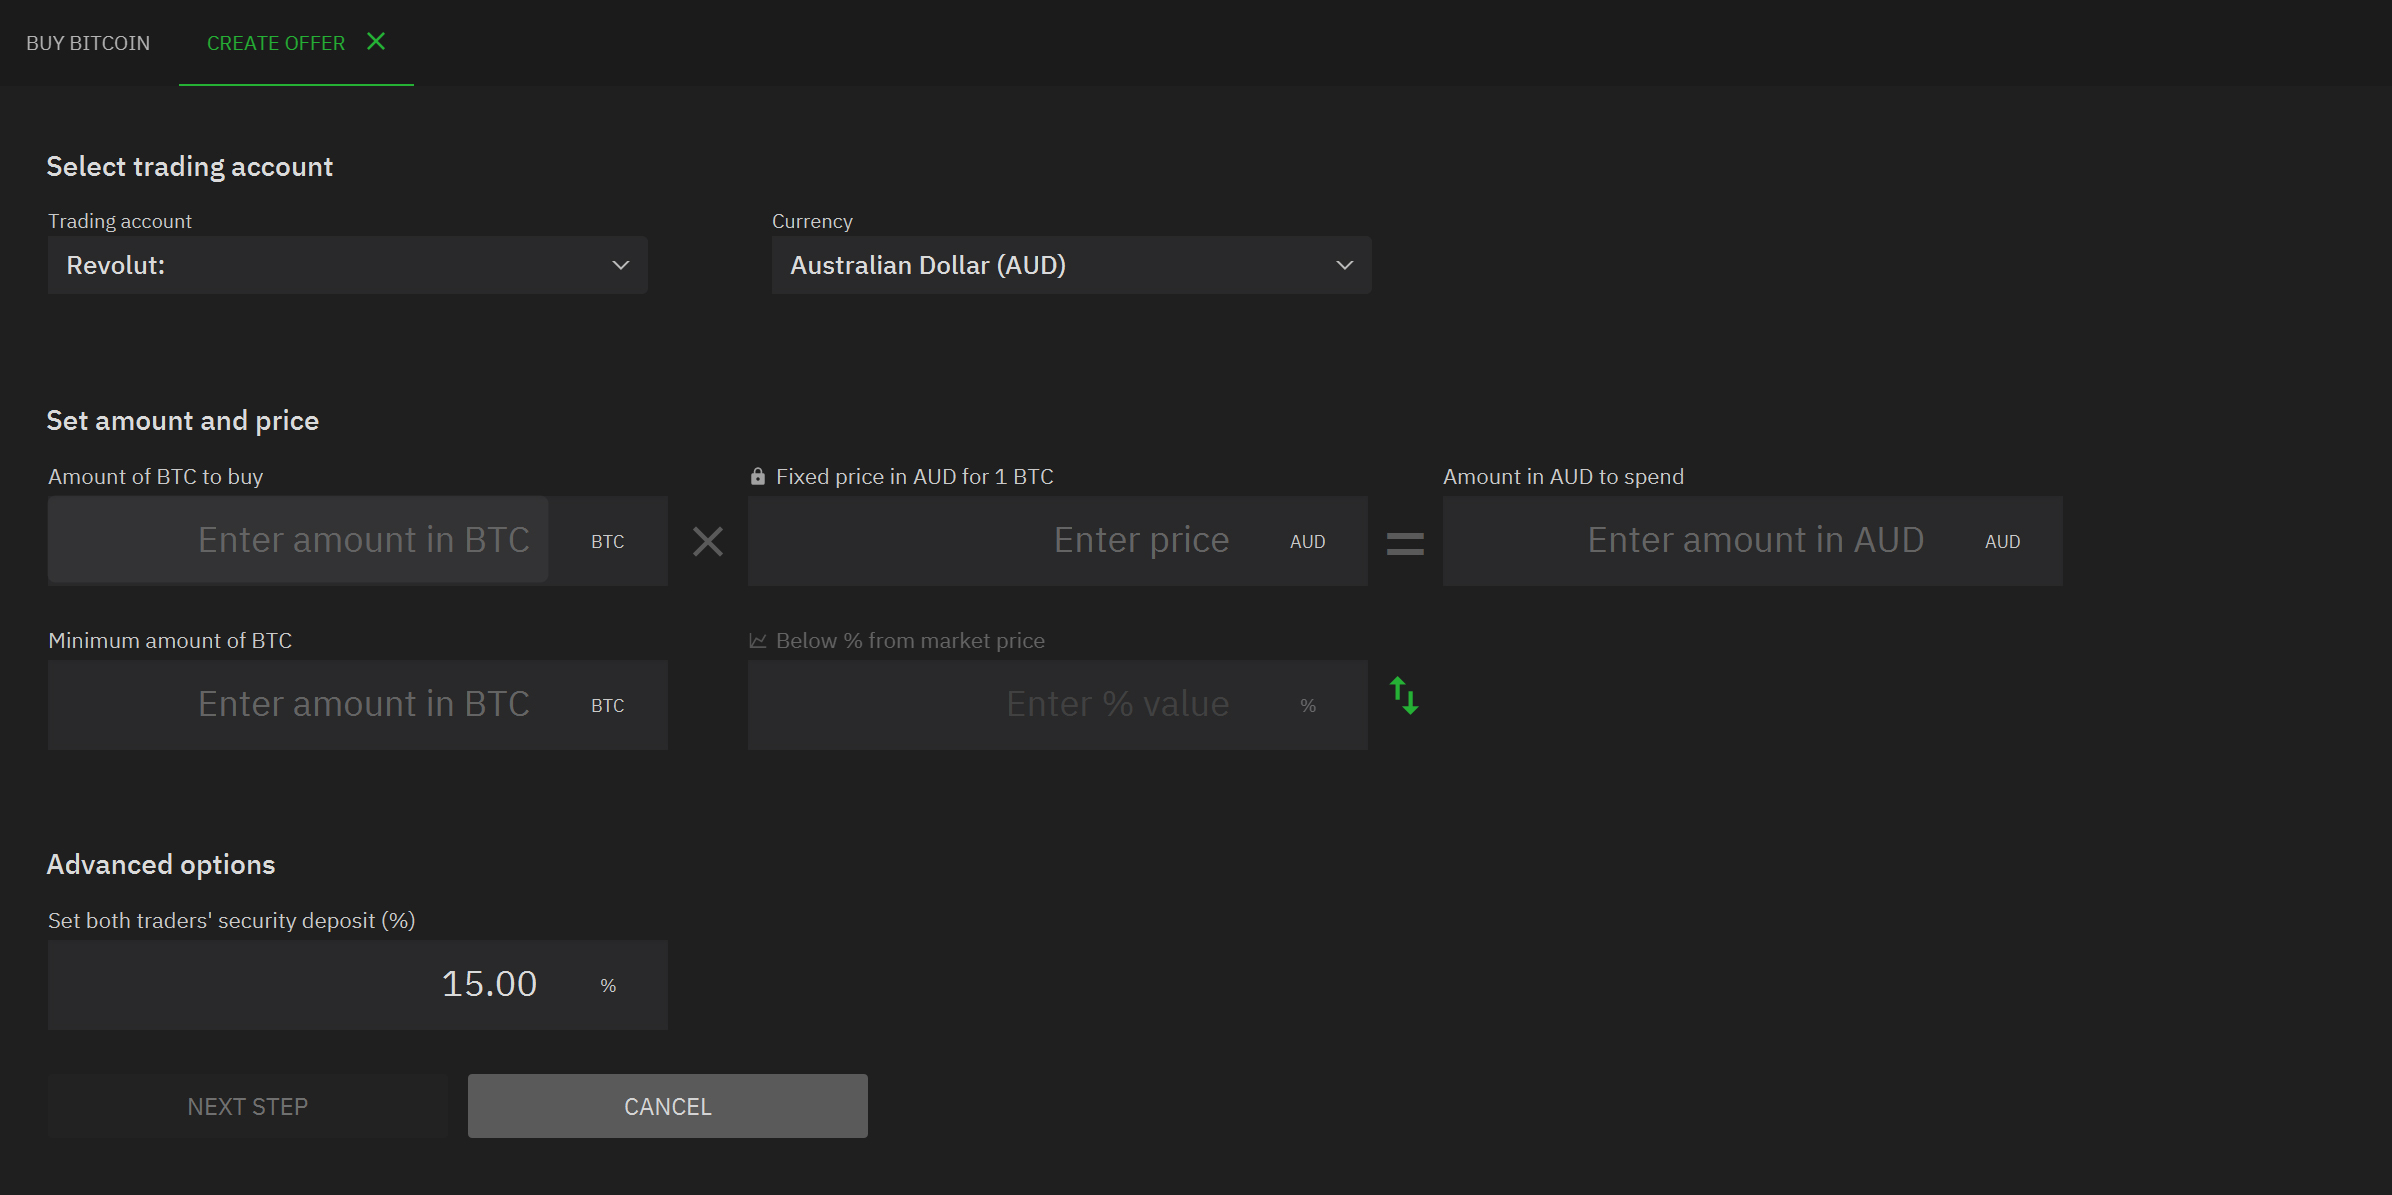 BUY BITCOIN CREATE OFFER
Select trading account
Trading account Currency
Revolut: Australian Dollar (AUD)
Set amount and price
Amount of BTC to buy Fixed price in AUD for 1 BTC Amount in AUD to spend
Enter amount in BTC BTC Enter price AUD Enter amount in AUD AUD
Minimum amount of BTC Below % from market price
Enter amount in BTC BTC Enter % value %
Advanced options
Set both traders' security deposit (%)
15.00 %
NEXT STEP CANCEL